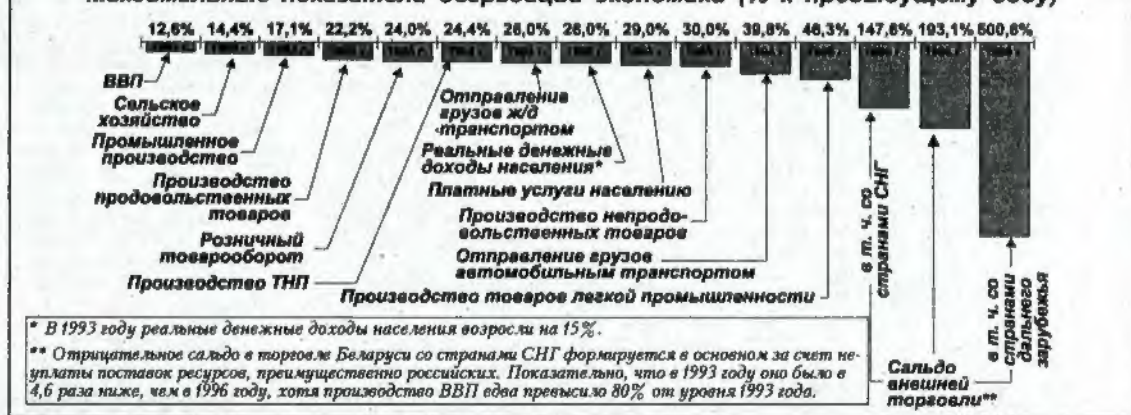 Максимальные показатели деградации экономики (% к предыдущему году)
12,6% 14,4% 17,1% 22,2% 24,0% 24,4% 26,0% 26,0% 29,0% 30,0% 39,8% 46,3% 147,6% 193,1% 500,6%
ВВП
Сельское
хозяйство
Промышленное
производство
Производство
продовольственных
товаров
Розничный
товарооборот
Производство ТНП
Отправление
грузов ж/д
транспортом
Реальные денежные
доходы населения*
Платные услуги населению
Производство непродо-
вольственных товаров
Отправление грузов
автомобильным транспортом
Производство товаров легкой промышленности
в т. ч. со
странами СНГ
Сальдо
внешней
торговли**
в т. ч. со
странами
дальнего
зарубежья
* В 1993 году реальные денежные доходы населения возросли на 15%.
** Отрицательное сальдо в торговле Беларуси со странами СНГ формируется в основном за счет не-
уплаты поставок ресурсов, преимущественно российских. Показательно, что в 1993 году оно было в
4,6 раза ниже, чем в 1996 году, хотя производство ВВП едва превысило 80% от уровня 1993 года.